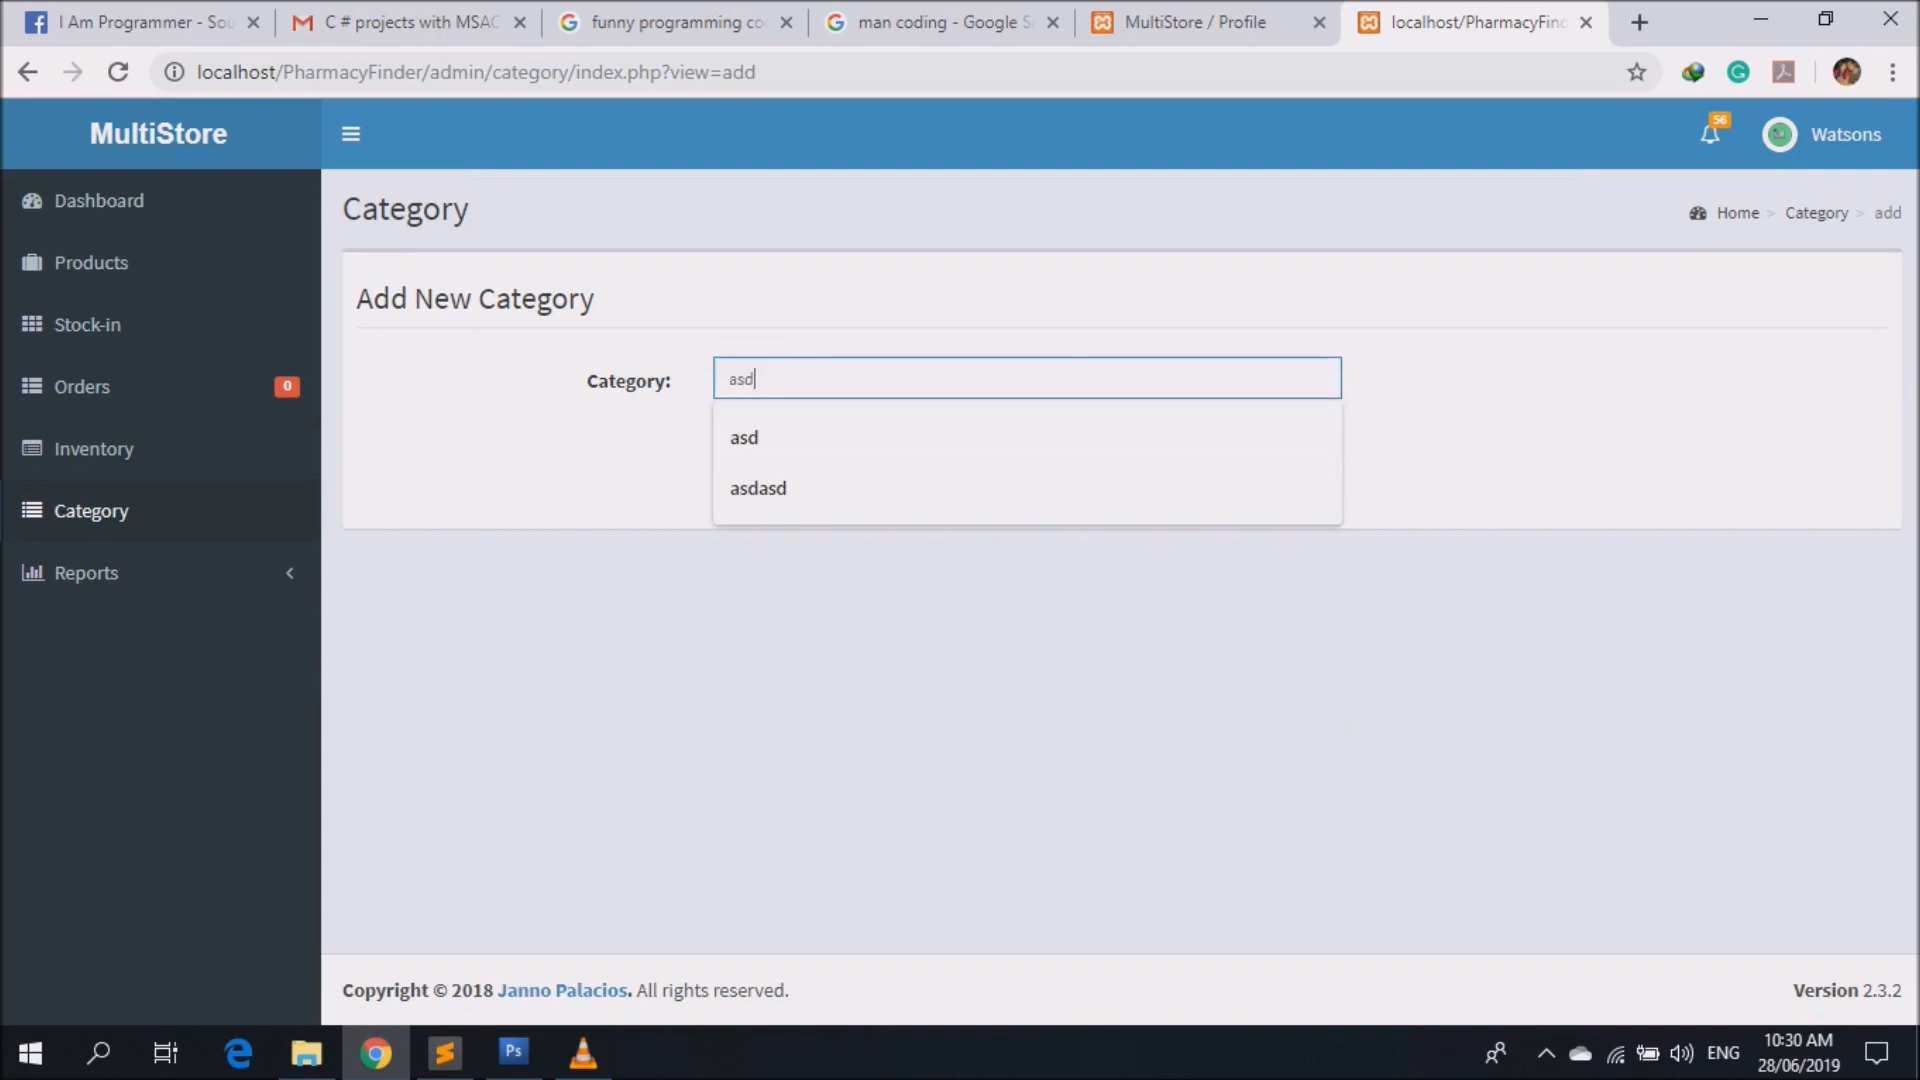 I Am Programmer - Sou
C # projects with MSAC
funny programming co
man coding - Google S
MultiStore / Profile
localhost/PharmacyFind
localhost/PharmacyFinder/admin/category/index.php?view=add
MultiStore
56
Watsons
Dashboard
Products
Stock-in
Orders
0
Inventory
Category
Reports
Category
Home > Category > add
Add New Category
Category:
asd
asd
asdasd
Copyright © 2018 Janno Palacios. All rights reserved.
Version 2.3.2
Ps
ENG
10:30 AM
28/06/2019